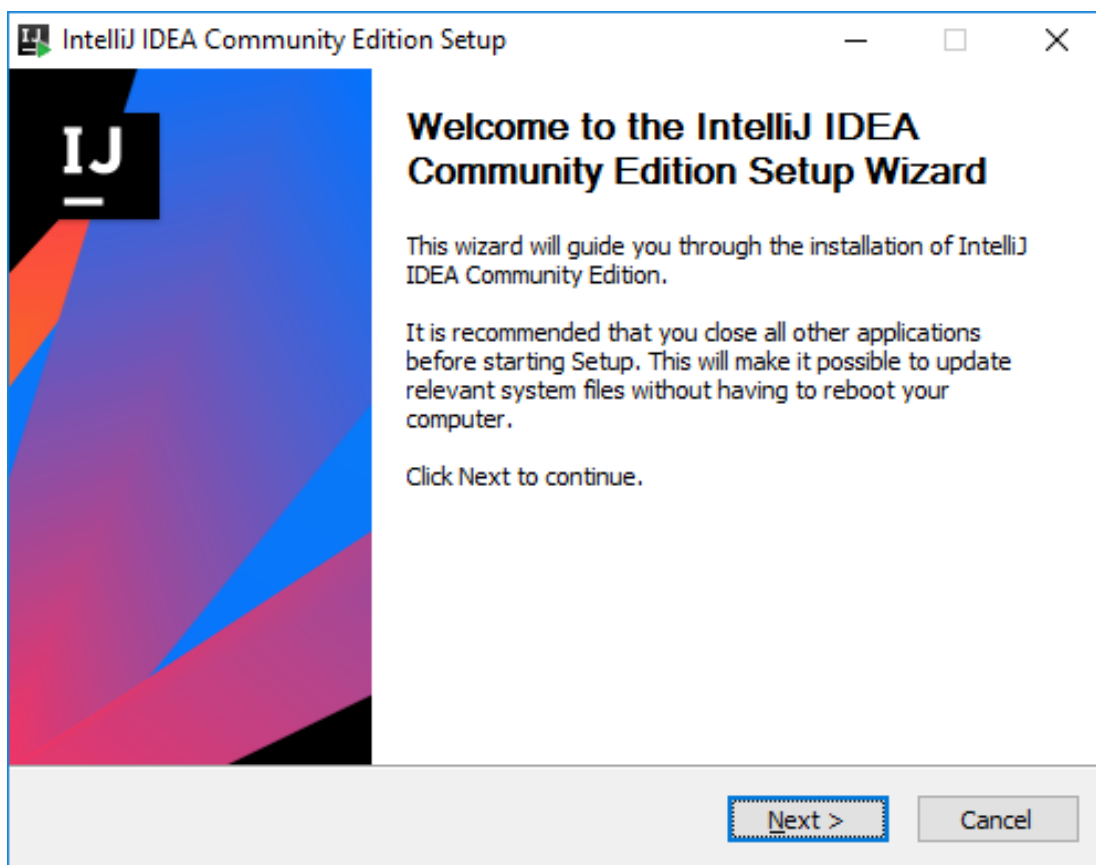 IntelliJ IDEA Community Edition Setup
IJ
Welcome to the IntelliJ IDEA
Community Edition Setup Wizard
This wizard will guide you through the installation of IntelliJ
IDEA Community Edition.
It is recommended that you close all other applications
before starting Setup. This will make it possible to update
relevant system files without having to reboot your
computer.
Click Next to continue.
Next >
Cancel